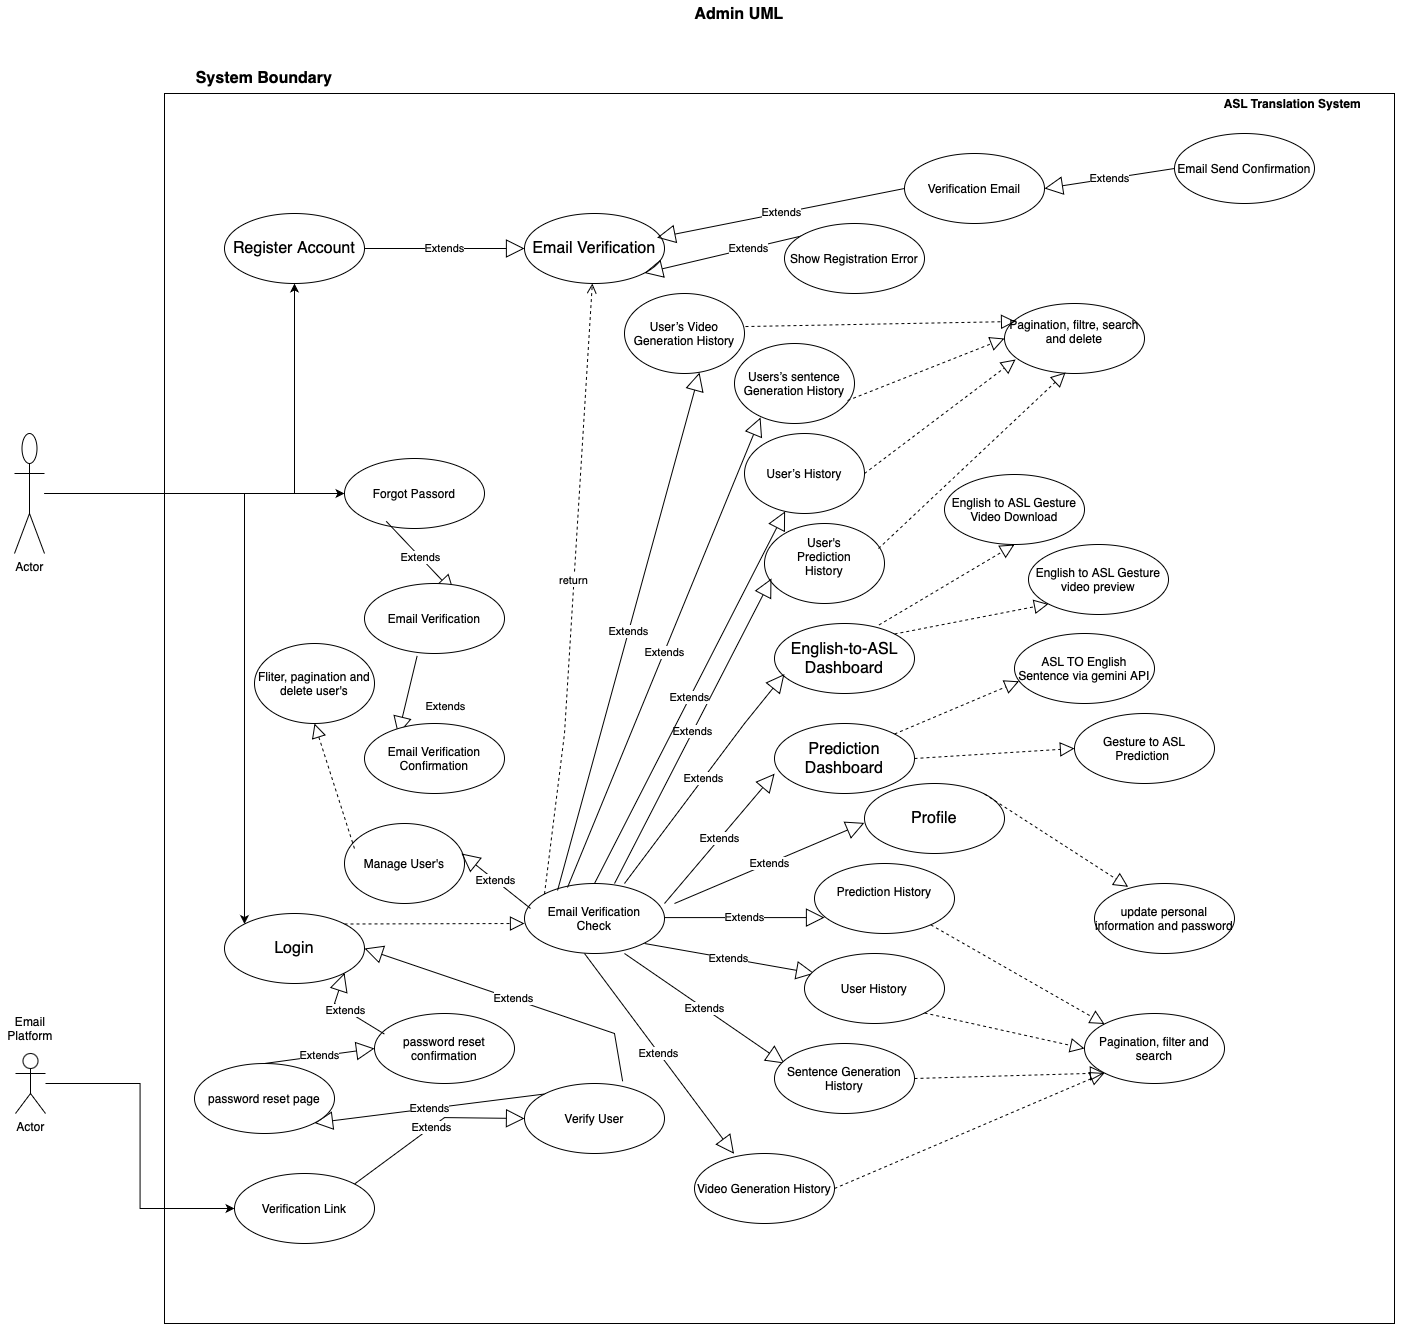 Admin UML
System Boundary
ASL Translation System
Email Send Confirmation
Extends
Verification Email
Extends
Register Account
Extends
Email Verification
Extends
Show Registration Error
User's Video
Generation History
Pagination, filtre, search
and delete
Users's sentence
Generation History
User's History
Forgot Passord
English to ASL Gesture
Video Download
User's
Prediction
History
Extends
Actor
return
English to ASL Gesture
video preview
Email Verification
Extends
Extends
English-to-ASL
Dashboard
ASL TO English
Sentence via gemini API
Fliter, pagination and
delete user's
Extends
Extends
Extends
Email Verification
Confirmation
Extends
Prediction
Dashboard
Gesture to ASL
Prediction
Profile
Extends
Manage User's
Extends
Extends
Prediction History
Email Verification
Check
Extends
update personal
information and password
Login
Extends
User History
Extends
Extends
Extends
Email
Platform
password reset
confirmation
Extends
Extends
Pagination, filter and
search
Sentence Generation
History
password reset page
Extends
Verify User
Actor
Extends
Video Generation History
Verification Link